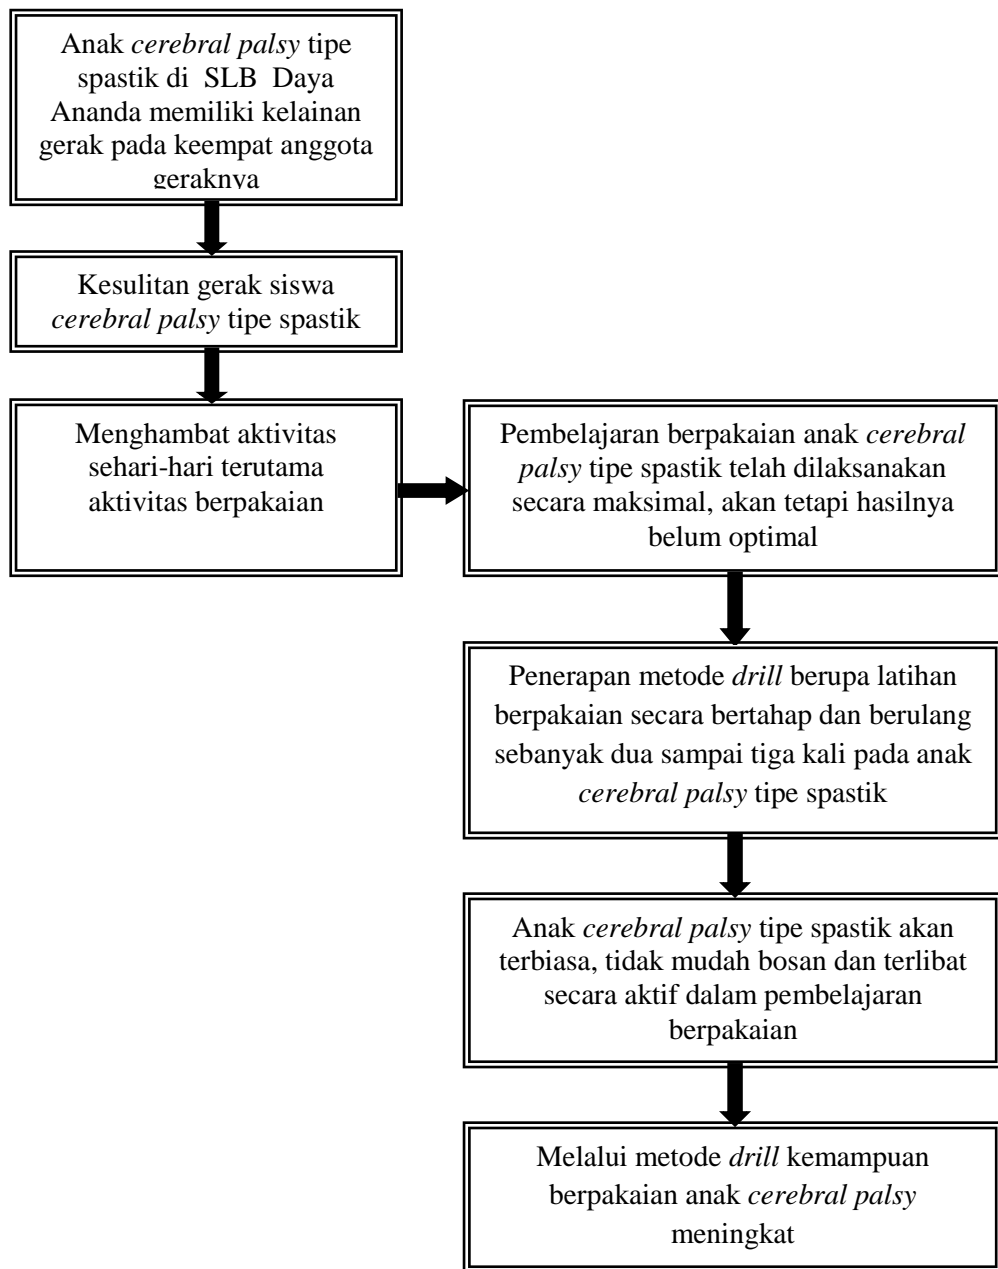 Anak cerebral palsy tipe
spastik di SLB Daya
Ananda memiliki kelainan
gerak pada keempat anggota
geraknya
Kesulitan gerak siswa
cerebral palsy tipe spastik
Menghambat aktivitas
sehari-hari terutama
aktivitas berpakaian
Pembelajaran berpakaian anak cerebral
palsy tipe spastik telah dilaksanakan
secara maksimal, akan tetapi hasilnya
belum optimal
Penerapan metode drill berupa latihan
berpakaian secara bertahap dan berulang
sebanyak dua sampai tiga kali pada anak
cerebral palsy tipe spastik
Anak cerebral palsy tipe spastik akan
terbiasa, tidak mudah bosan dan terlibat
secara aktif dalam pembelajaran
berpakaian
Melalui metode drill kemampuan
berpakaian anak cerebral palsy
meningkat